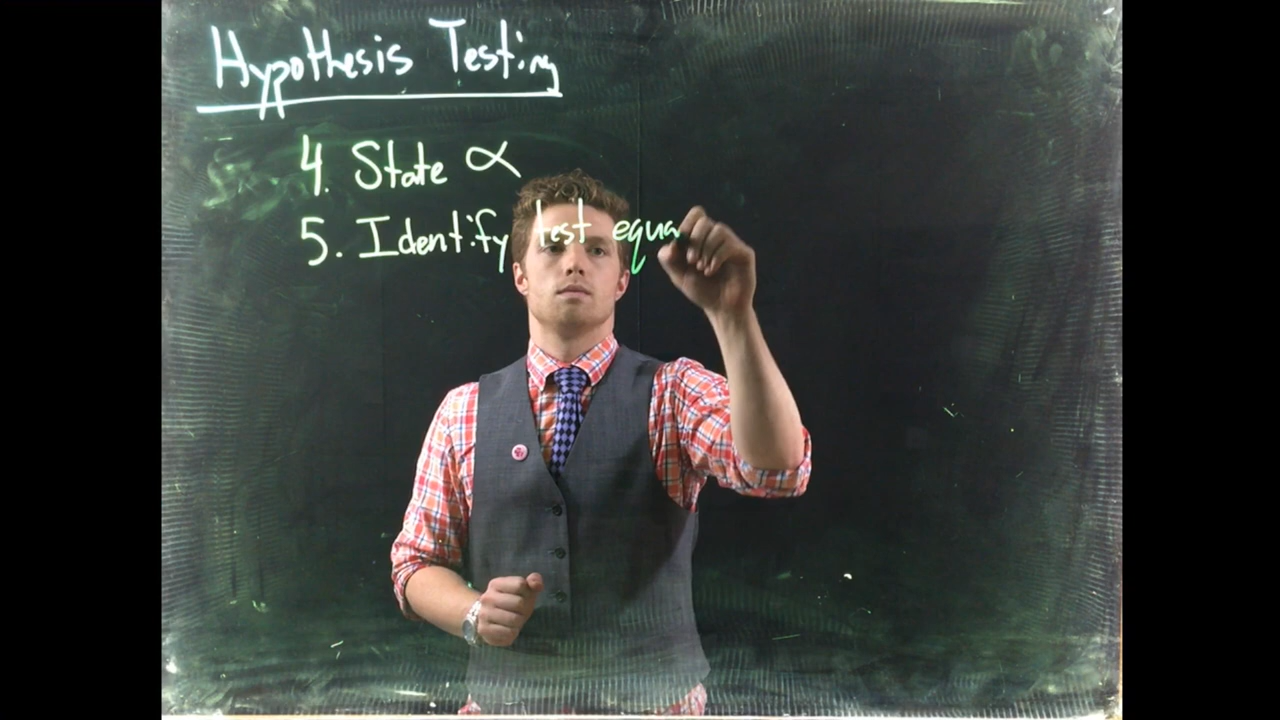 Hypothesis Testing
4. State α
5. Identify test equa